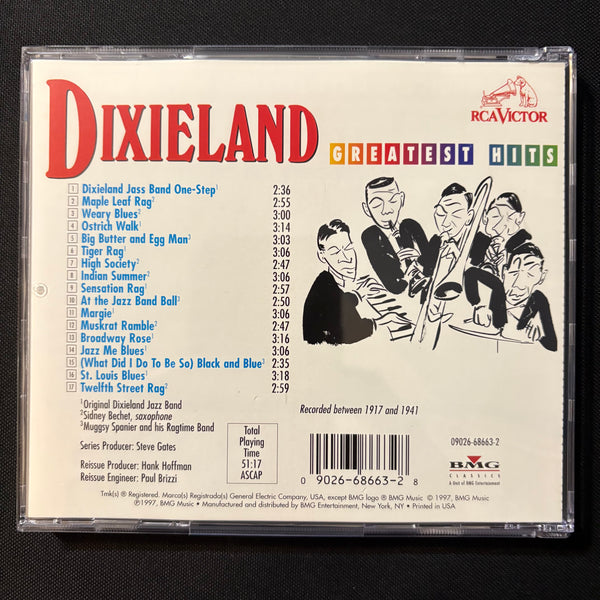 DIXIELAND
GREATEST HITS
RCA VICTOR
1 Dixieland Jass Band One-Step¹ 2:36
2 Maple Leaf Rag² 2:55
3 Weary Blues² 3:00
4 Ostrich Walk¹ 3:14
5 Big Butter and Egg Man³ 3:03
6 Tiger Rag¹ 3:06
7 High Society² 2:47
8 Indian Summer² 3:06
9 Sensation Rag¹ 2:57
10 At the Jazz Band Ball³ 2:50
11 Margie¹ 3:06
12 Muskrat Ramble² 2:47
13 Broadway Rose¹ 3:16
14 Jazz Me Blues¹ 3:06
15 (What Did I Do To Be So) Black and Blue³ 2:35
16 St. Louis Blues¹ 3:18
17 Twelfth Street Rag² 2:59
¹Original Dixieland Jazz Band
²Sidney Bechet, saxophone
³Muggsy Spanier and his Ragtime Band
Series Producer: Steve Gates
Reissue Producer: Hank Hoffman
Reissue Engineer: Paul Brizzi
Total
Playing
Time
51:17
ASCAP
Recorded between 1917 and 1941
0 09026-68663-2 8
09026-68663-2
BMG
CLASSICS
A Unit of BMG Entertainment
Tmk(s) ® Registered. Marca(s) Registrada(s) General Electric Company, USA, except BMG logo ® BMG Music © 1997, BMG Music
℗1997, BMG Music • Manufactured and distributed by BMG Entertainment, New York, NY • Printed in USA